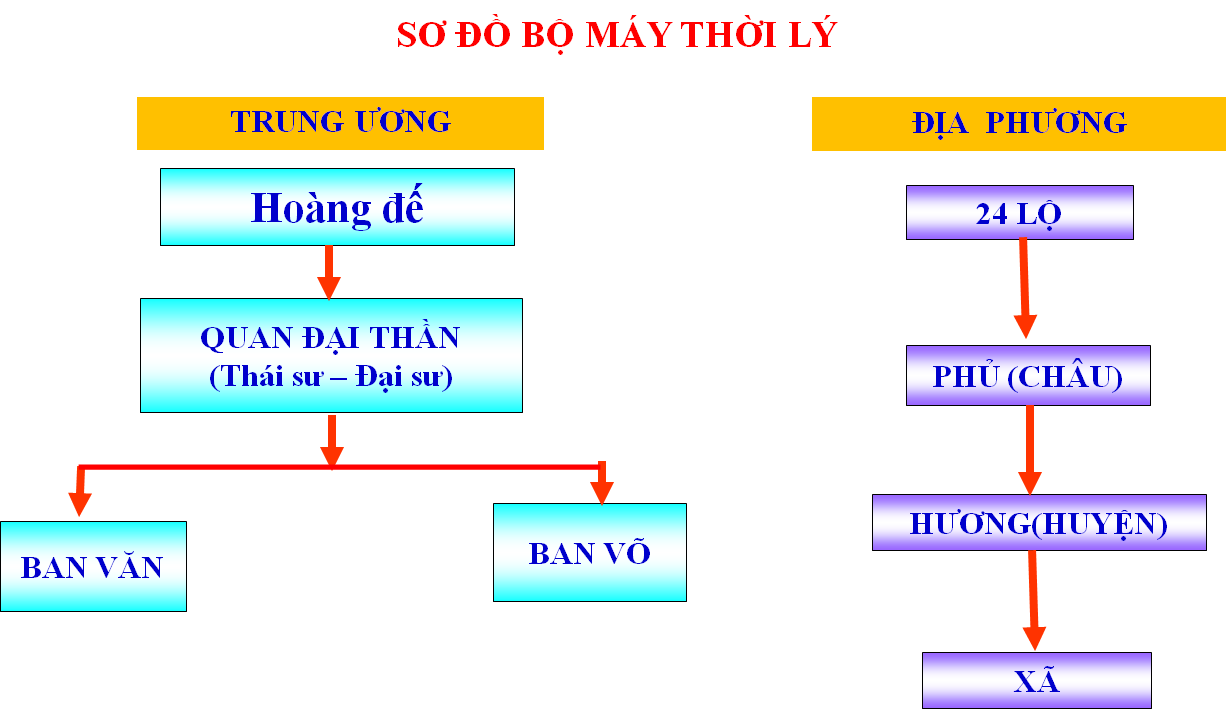 SƠ ĐỒ BỘ MÁY THỜI LÝ
TRUNG ƯƠNG
Hoàng đế
QUAN ĐẠI THẦN
(Thái sư – Đại sư)
BAN VĂN
BAN VÕ
ĐỊA PHƯƠNG
24 LỘ
PHỦ (CHÂU)
HƯƠNG(HUYỆN)
XÃ